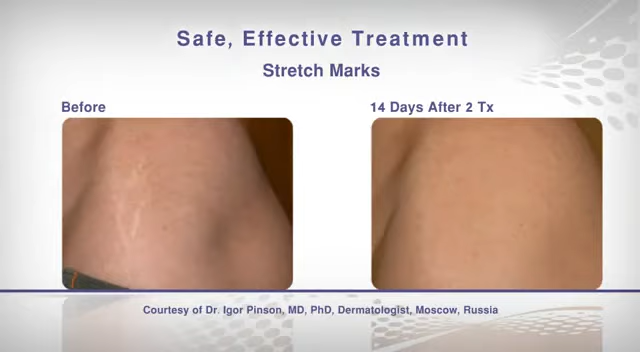 Safe, Effective Treatment
Stretch Marks
Before
14 Days After 2 Tx
Courtesy of Dr. Igor Pinson, MD, PhD, Dermatologist, Moscow, Russia